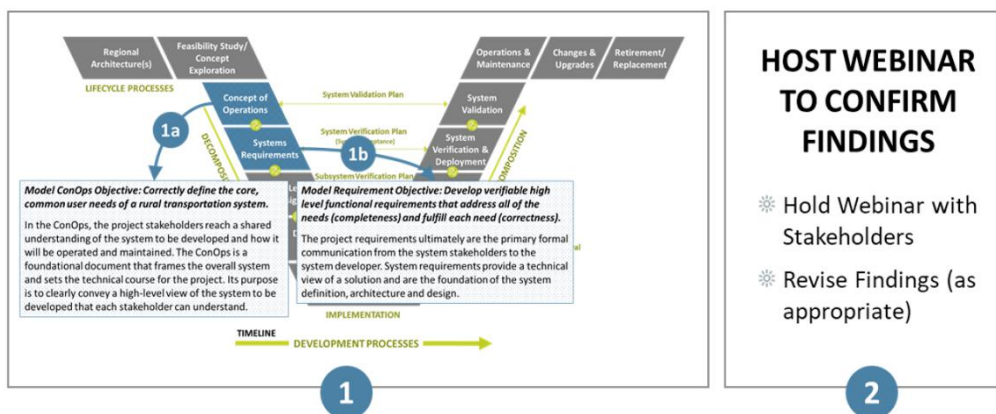 Regional
Architecture(s)
Feasibility Study/
Concept
Exploration
LIFECYCLE PROCESSES
Operations &
Maintenance
Changes &
Upgrades
Retirement/
Replacement
Concept of
Operations
System Validation Plan
System
Validation
1a
Systems
Requirements
System Verification Plan
1b
System
Verification &
Deployment
Subsystem Verification Plan
Model ConOps Objective: Correctly define the core,
common user needs of a rural transportation system.
In the ConOps, the project stakeholders reach a shared
understanding of the system to be developed and how it
will be operated and maintained. The ConOps is a
foundational document that frames the overall system
and sets the technical course for the project. Its purpose
is to clearly convey a high-level view of the system to be
developed that each stakeholder can understand.
Model Requirement Objective: Develop verifiable high
level functional requirements that address all of the
needs (completeness) and fulfill each need (correctness).
The project requirements ultimately are the primary formal
communication from the system stakeholders to the
system developer. System requirements provide a technical
view of a solution and are the foundation of the system
definition, architecture and design.
IMPLEMENTATION
TIMELINE
DEVELOPMENT PROCESSES
1
HOST WEBINAR
TO CONFIRM
FINDINGS
Hold Webinar with
Stakeholders
Revise Findings (as
appropriate)
2